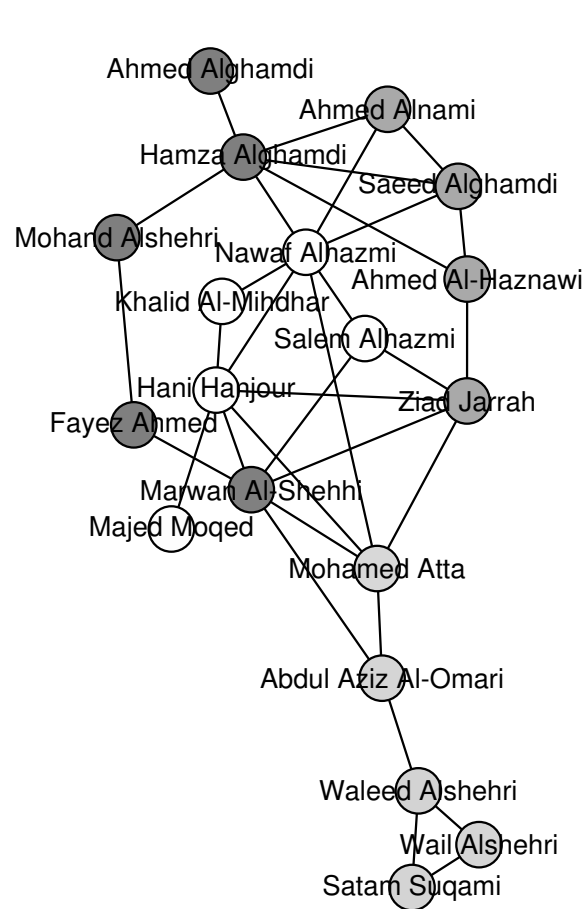 Ahmed Alghamdi
Ahmed Alnami
Hamza Alghamdi
Saeed Alghamdi
Mohand Alshehri
Nawaf Alhazmi
Ahmed Al-Haznawi
Khalid Al-Mihdhar
Salem Alhazmi
Hani Hanjour
Ziad Jarrah
Fayez Ahmed
Marwan Al-Shehhi
Majed Moqed
Mohamed Atta
Abdul Aziz Al-Omari
Waleed Alshehri
Wail Alshehri
Satam Suqami